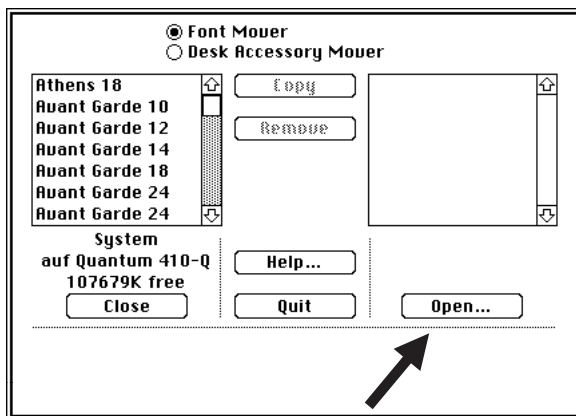 Font Mover
Desk Accessory Mover
Athens 18
Avant Garde 10
Avant Garde 12
Avant Garde 14
Avant Garde 18
Avant Garde 24
Avant Garde 24
Copy
Remove
System
auf Quantum 410-Q
107679K free
Close
Help...
Quit
Open...